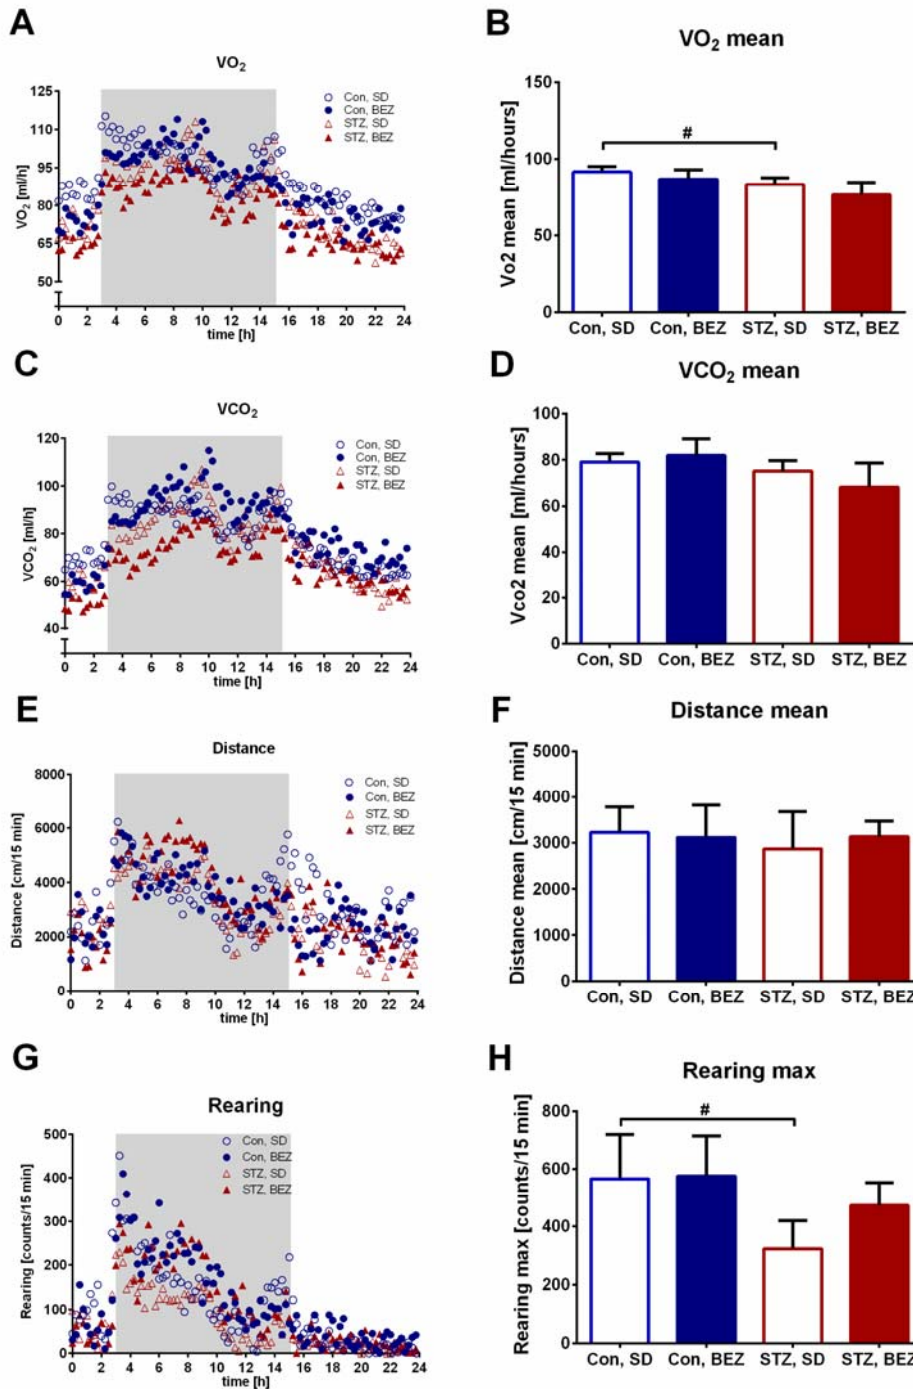 A
VO₂
VO₂ [ml/h]
125
110
95
80
65
50
Con, SD
Con, BEZ
STZ, SD
STZ, BEZ
0 2 4 6 8 10 12 14 16 18 20 22 24
time [h]
B
VO₂ mean
Vo2 mean [ml/hours]
150
100
50
0
#
Con, SD Con, BEZ STZ, SD STZ, BEZ
C
VCO₂
VCO₂ [ml/h]
120
100
80
60
40
Con, SD
Con, BEZ
STZ, SD
STZ, BEZ
0 2 4 6 8 10 12 14 16 18 20 22 24
time [h]
D
VCO₂ mean
Vco2 mean [ml/hours]
100
80
60
40
20
0
Con, SD Con, BEZ STZ, SD STZ, BEZ
E
Distance
Distance [cm/15 min]
8000
6000
4000
2000
0
Con, SD
Con, BEZ
STZ, SD
STZ, BEZ
0 2 4 6 8 10 12 14 16 18 20 22 24
time [h]
F
Distance mean
Distance mean [cm/15 min]
5000
4000
3000
2000
1000
0
Con, SD Con, BEZ STZ, SD STZ, BEZ
G
Rearing
Rearing [counts/15 min]
500
400
300
200
100
0
Con, SD
Con, BEZ
STZ, SD
STZ, BEZ
0 2 4 6 8 10 12 14 16 18 20 22 24
time [h]
H
Rearing max
Rearing max [counts/15 min]
800
600
400
200
0
#
Con, SD Con, BEZ STZ, SD STZ, BEZ